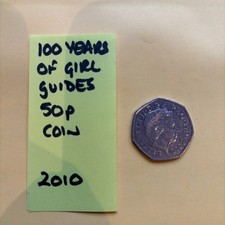 100 YEARS
OF GIRL
GUIDES
50p
COIN
2010